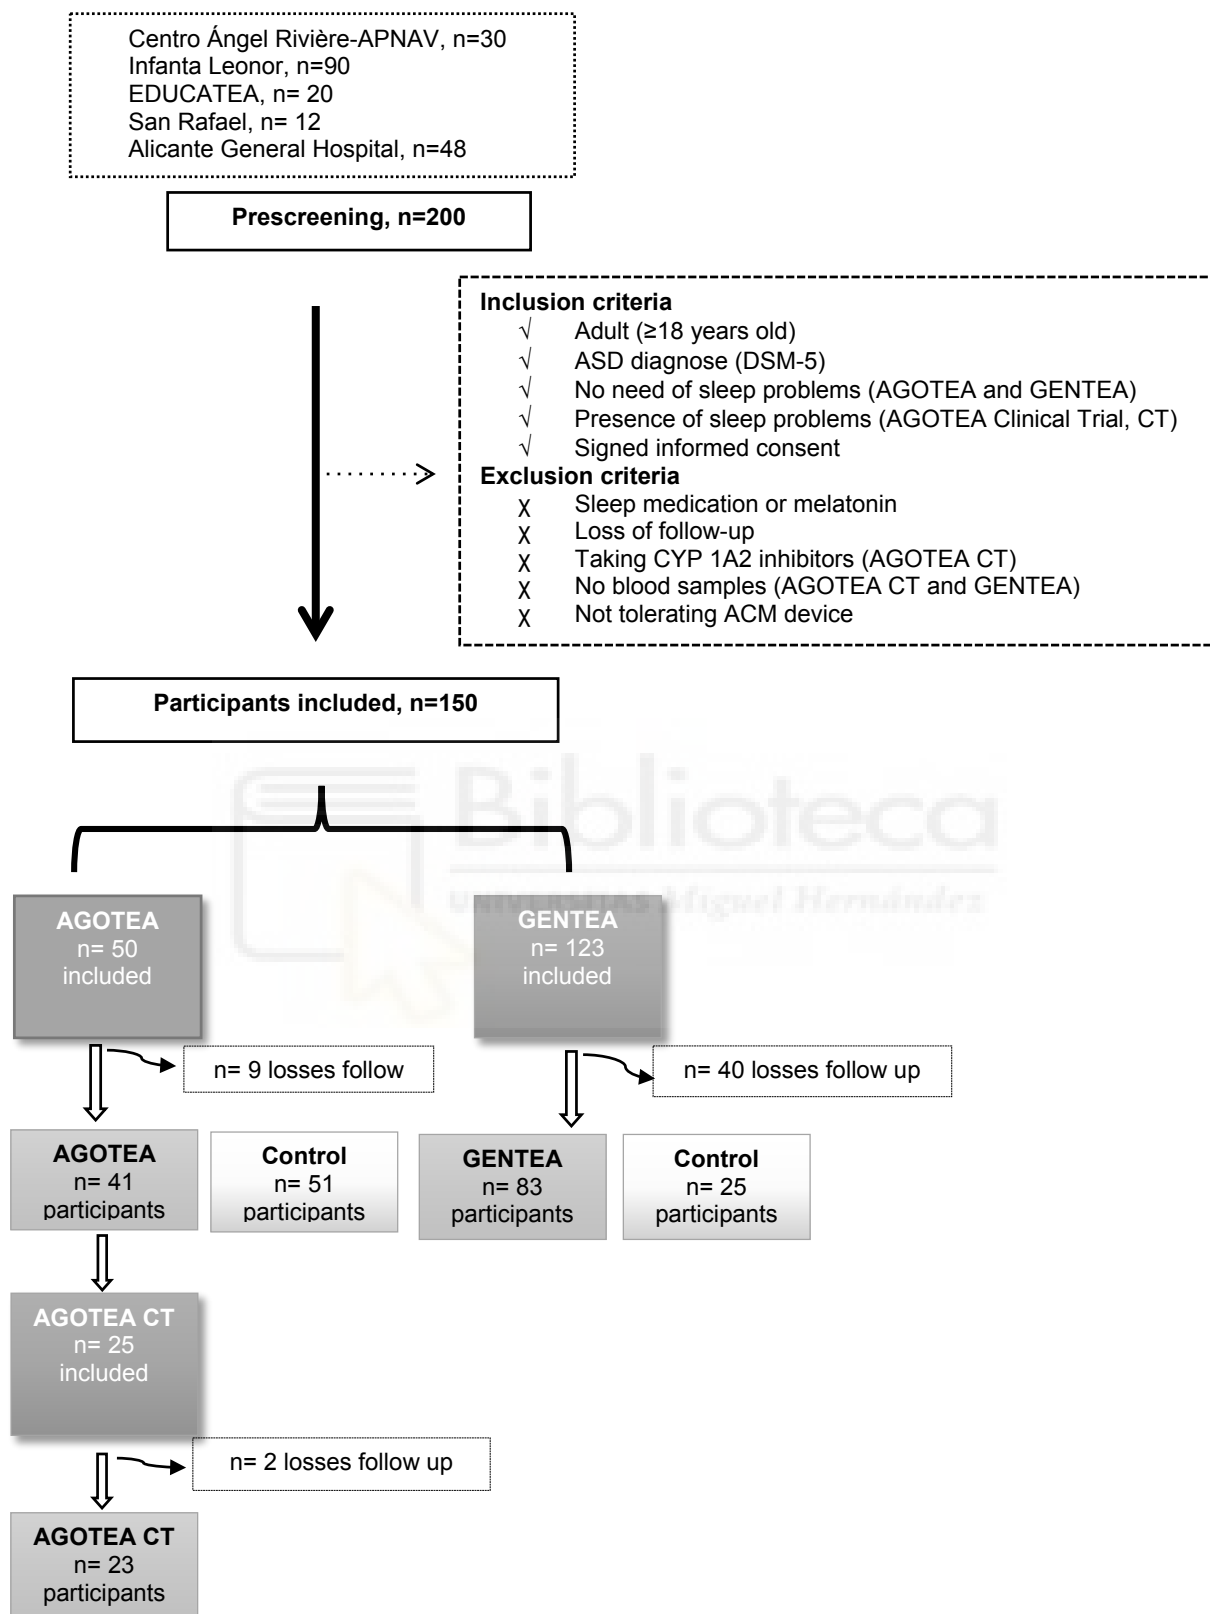 Centro Ángel Rivière-APNAV, n=30
Infanta Leonor, n=90
EDUCATEA, n= 20
San Rafael, n= 12
Alicante General Hospital, n=48
Prescreening, n=200
Inclusion criteria
√ Adult (≥18 years old)
√ ASD diagnose (DSM-5)
√ No need of sleep problems (AGOTEA and GENTEA)
√ Presence of sleep problems (AGOTEA Clinical Trial, CT)
√ Signed informed consent
Exclusion criteria
χ Sleep medication or melatonin
χ Loss of follow-up
χ Taking CYP 1A2 inhibitors (AGOTEA CT)
χ No blood samples (AGOTEA CT and GENTEA)
χ Not tolerating ACM device
Participants included, n=150
Biblioteca
UNIVERSITAS Miguel Hernández
AGOTEA
n= 50
included
GENTEA
n= 123
included
n= 9 losses follow
n= 40 losses follow up
AGOTEA
n= 41
participants
Control
n= 51
participants
GENTEA
n= 83
participants
Control
n= 25
participants
AGOTEA CT
n= 25
included
n= 2 losses follow up
AGOTEA CT
n= 23
participants